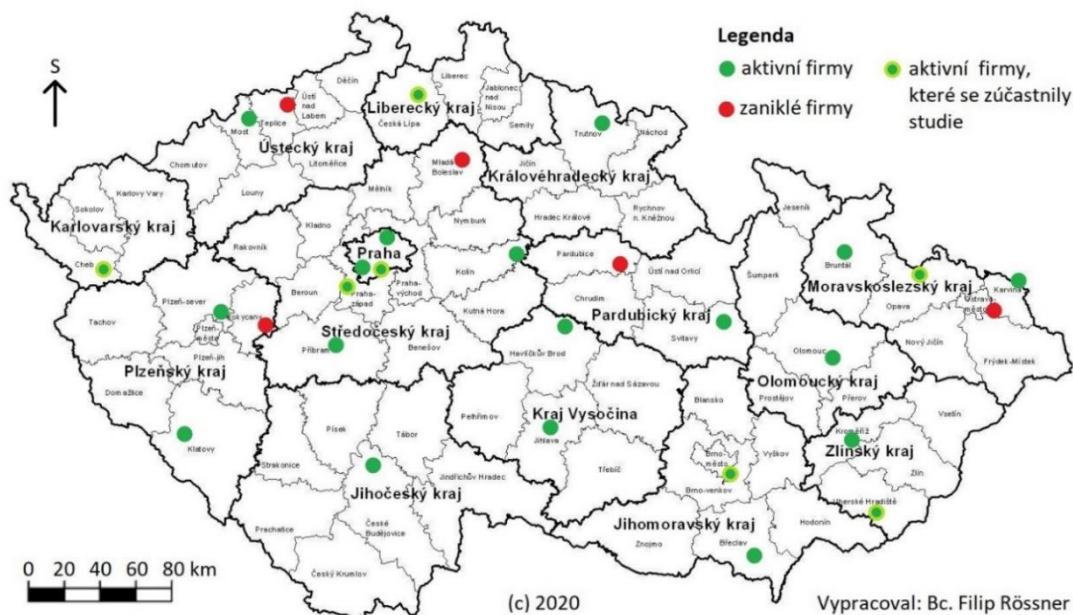 Legenda
aktivní firmy
aktivní firmy,
které se zúčastnily
studie
zaniklé firmy
S
Děčín
Liberec
Ústí
nad
Labem
Jablonec
nad
Nisou
Liberecký kraj
Česká Lípa
Semily
Teplice
Most
Ústecký kraj
Litoměřice
Chomutov
Louny
Trutnov
Náchod
Jičín
Královéhradecký kraj
Hradec Králové
Rychnov
n. Kněžnou
Mladá
Boleslav
Mělník
Nymburk
Karlovy Vary
Sokolov
Karlovarský kraj
Cheb
Kladno
Rakovník
Praha
Kolín
Beroun
Praha-
západ
Praha-
východ
Kutná Hora
Středočeský kraj
Příbram
Benešov
Pardubice
Ústí nad Orlicí
Chrudim
Pardubický kraj
Svitavy
Jeseník
Bruntál
Šumperk
Moravskoslezský kraj
Opava
Karviná
Ostrava-
město
Nový Jičín
Frýdek-Místek
Plzeň-sever
Tachov
Plzeň-
město
Plzeň-jih
Plzeňský kraj
Domažlice
Klatovy
Havlíčkův Brod
Žďár nad Sázavou
Kraj Vysočina
Pelhřimov
Jihlava
Třebíč
Olomouc
Olomoucký kraj
Prostějov
Přerov
Písek
Tábor
Strakonice
Jindřichův Hradec
Jihočeský kraj
Prachatice
České
Budějovice
Český Krumlov
Blansko
Brno-
město
Vyškov
Brno-venkov
Jihomoravský kraj
Znojmo
Břeclav
Hodonín
Vsetín
Kroměříž
Zlínský kraj
Zlín
Uherské Hradiště
0 20 40 60 80 km
(c) 2020
Vypracoval: Bc. Filip Rössner